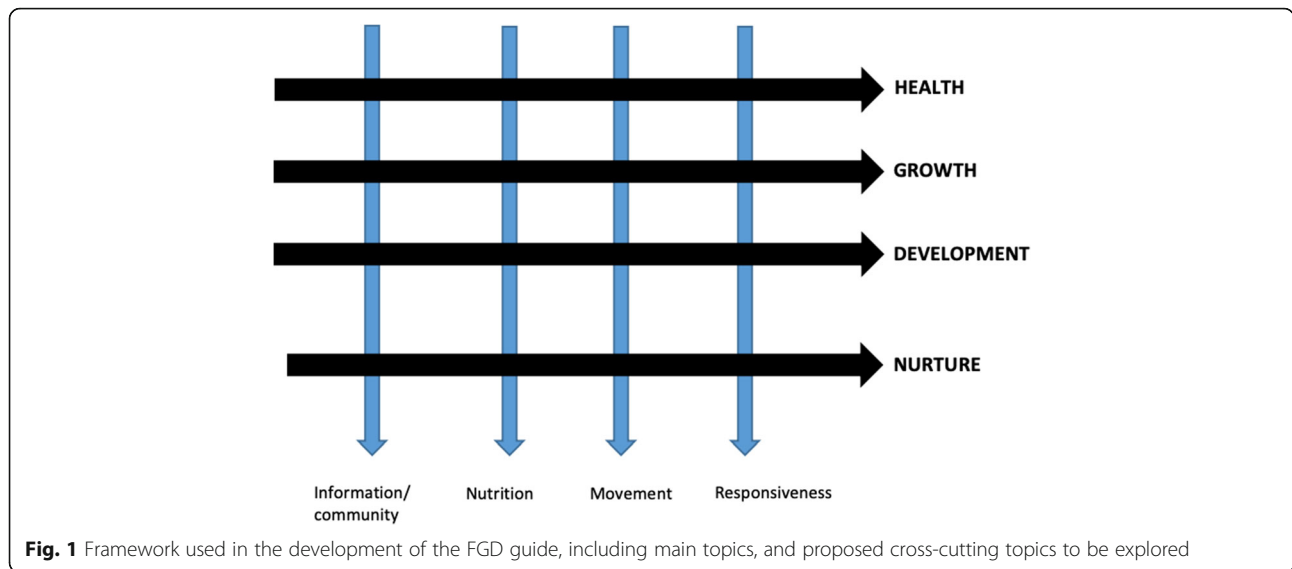 HEALTH
GROWTH
DEVELOPMENT
NURTURE
Information/
community
Nutrition
Movement
Responsiveness
Fig. 1 Framework used in the development of the FGD guide, including main topics, and proposed cross-cutting topics to be explored